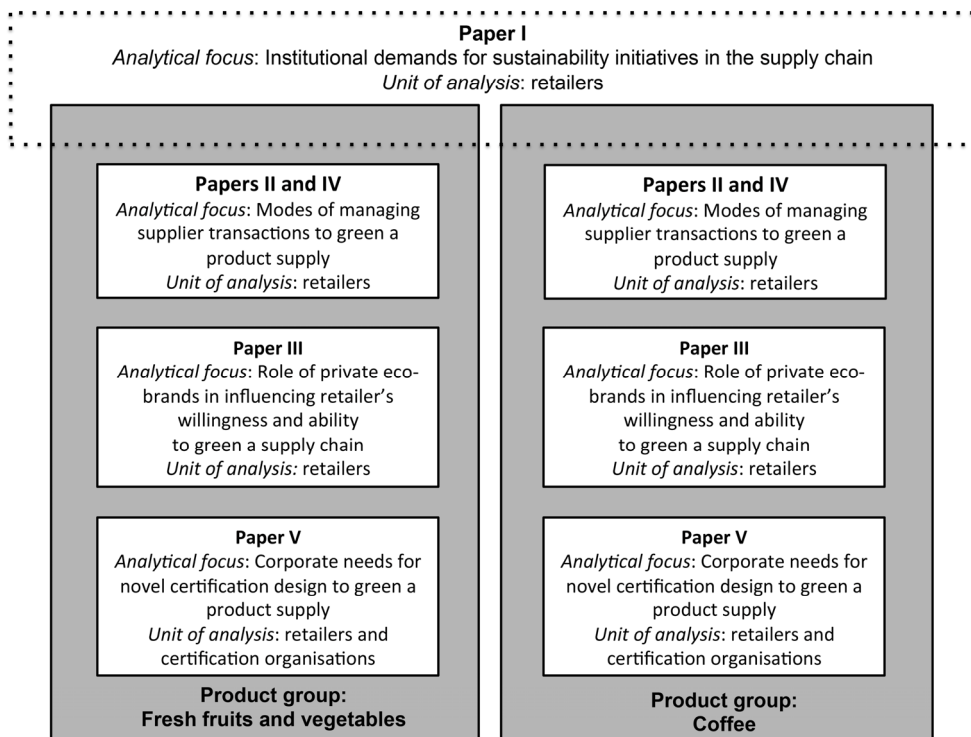 Paper I
Analytical focus: Institutional demands for sustainability initiatives in the supply chain
Unit of analysis: retailers
Papers II and IV
Analytical focus: Modes of managing
supplier transactions to green a
product supply
Unit of analysis: retailers
Paper III
Analytical focus: Role of private eco-
brands in influencing retailer's
willingness and ability
to green a supply chain
Unit of analysis: retailers
Paper V
Analytical focus: Corporate needs for
novel certification design to green a
product supply
Unit of analysis: retailers and
certification organisations
Product group:
Fresh fruits and vegetables
Papers II and IV
Analytical focus: Modes of managing
supplier transactions to green a
product supply
Unit of analysis: retailers
Paper III
Analytical focus: Role of private eco-
brands in influencing retailer's
willingness and ability
to green a supply chain
Unit of analysis: retailers
Paper V
Analytical focus: Corporate needs for
novel certification design to green a
product supply
Unit of analysis: retailers and
certification organisations
Product group:
Coffee